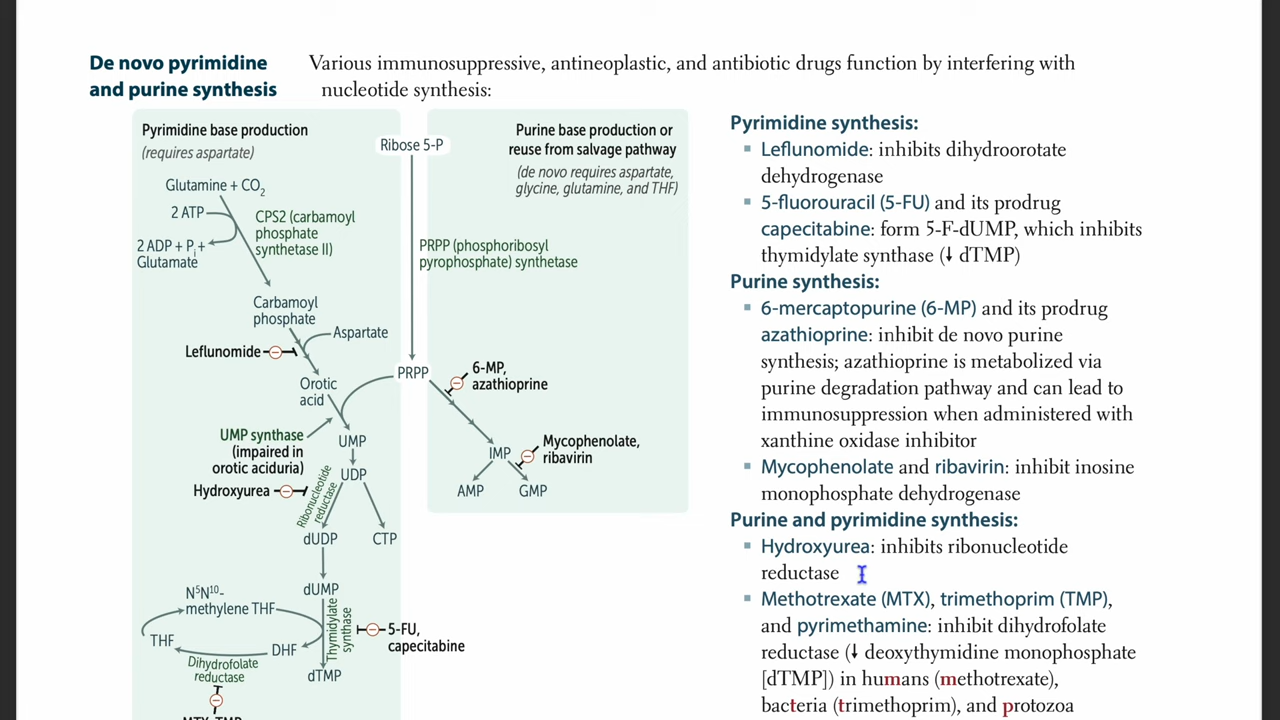 De novo pyrimidine
and purine synthesis
Various immunosuppressive, antineoplastic, and antibiotic drugs function by interfering with
nucleotide synthesis:
Pyrimidine base production
(requires aspartate)
Ribose 5-P
Purine base production or
reuse from salvage pathway
(de novo requires aspartate,
glycine, glutamine, and THF)
Glutamine + CO2
2 ATP
CPS2 (carbamoyl
phosphate
synthetase II)
2 ADP + Pi +
Glutamate
PRPP (phosphoribosyl
pyrophosphate) synthetase
Carbamoyl
phosphate
Aspartate
Leflunomide
Orotic
acid
PRPP
6-MP,
azathioprine
UMP synthase
(impaired in
orotic aciduria)
UMP
Mycophenolate,
ribavirin
IMP
UDP
Hydroxyurea
Ribonucleotide
reductase
AMP
GMP
dUDP
CTP
dUMP
N5N10-
methylene THF
Thymidylate
synthase
5-FU,
capecitabine
THF
DHF
Dihydrofolate
reductase
dTMP
MTX, TMP,
Pyrimidine synthesis:
▪ Leflunomide: inhibits dihydroorotate
dehydrogenase
▪ 5-fluorouracil (5-FU) and its prodrug
capecitabine: form 5-F-dUMP, which inhibits
thymidylate synthase (↓ dTMP)
Purine synthesis:
▪ 6-mercaptopurine (6-MP) and its prodrug
azathioprine: inhibit de novo purine
synthesis; azathioprine is metabolized via
purine degradation pathway and can lead to
immunosuppression when administered with
xanthine oxidase inhibitor
▪ Mycophenolate and ribavirin: inhibit inosine
monophosphate dehydrogenase
Purine and pyrimidine synthesis:
▪ Hydroxyurea: inhibits ribonucleotide
reductase
▪ Methotrexate (MTX), trimethoprim (TMP),
and pyrimethamine: inhibit dihydrofolate
reductase (↓ deoxythymidine monophosphate
[dTMP]) in humans (methotrexate),
bacteria (trimethoprim), and protozoa